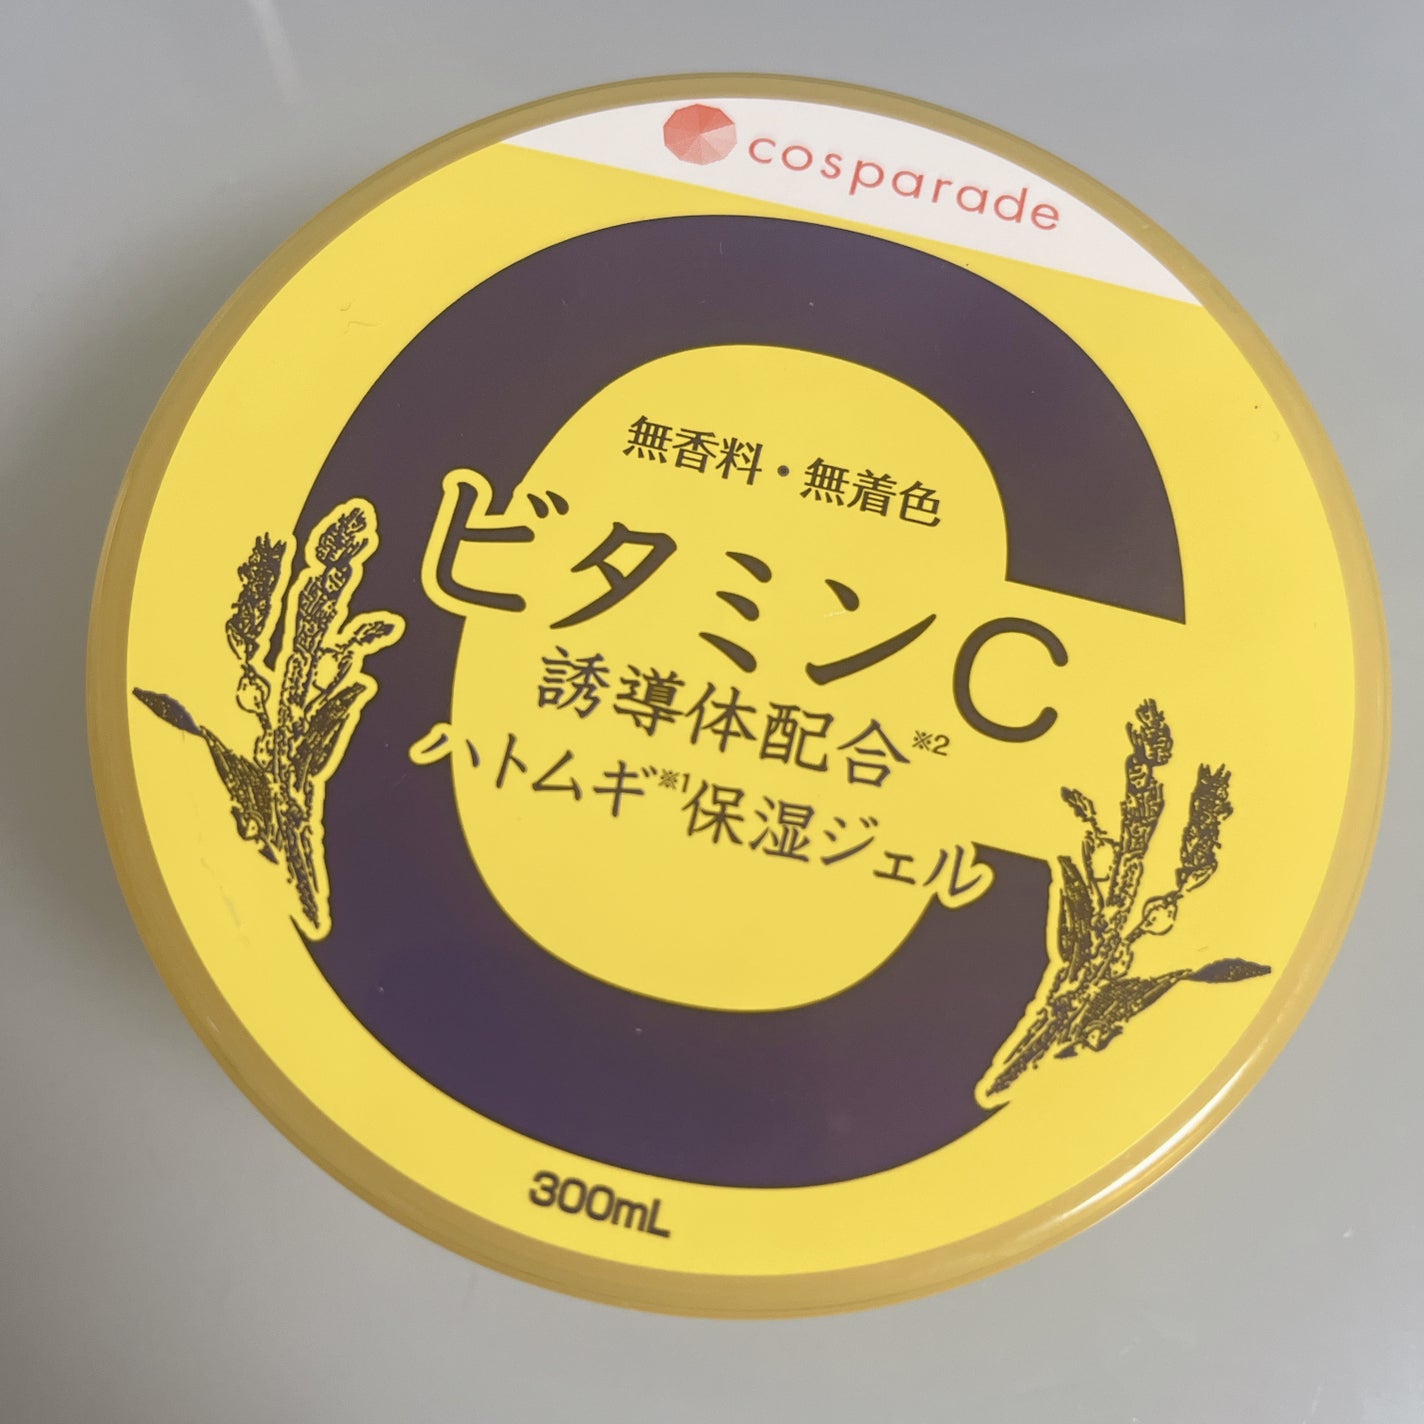 cosparade
無香料・無着色
ビタミンC
誘導体配合※2
ハトムギ※1保湿ジェル
300mL